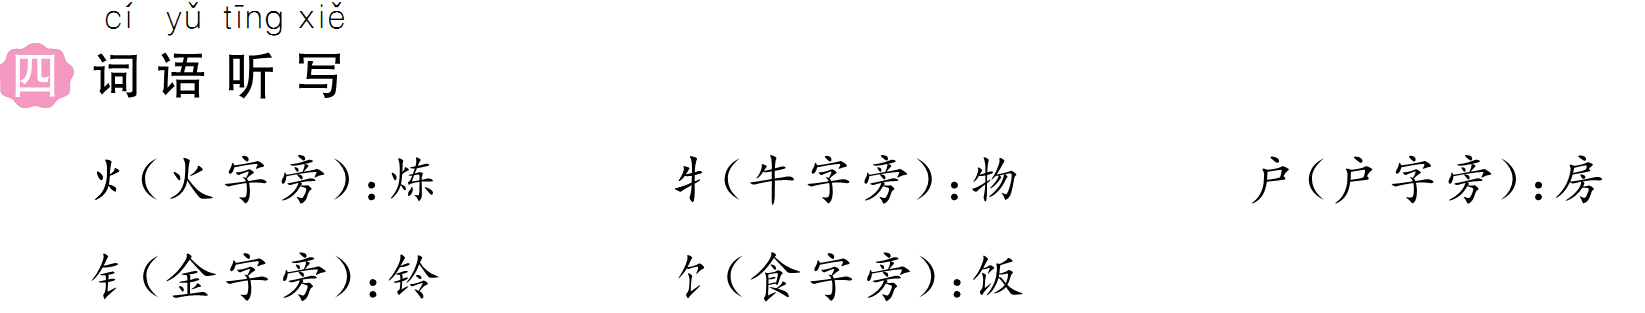 cí yǔ tīng xiě
四 词语听写
火(火字旁):炼 牜(牛字旁):物 户(户字旁):房
钅(金字旁):铃 饣(食字旁):饭